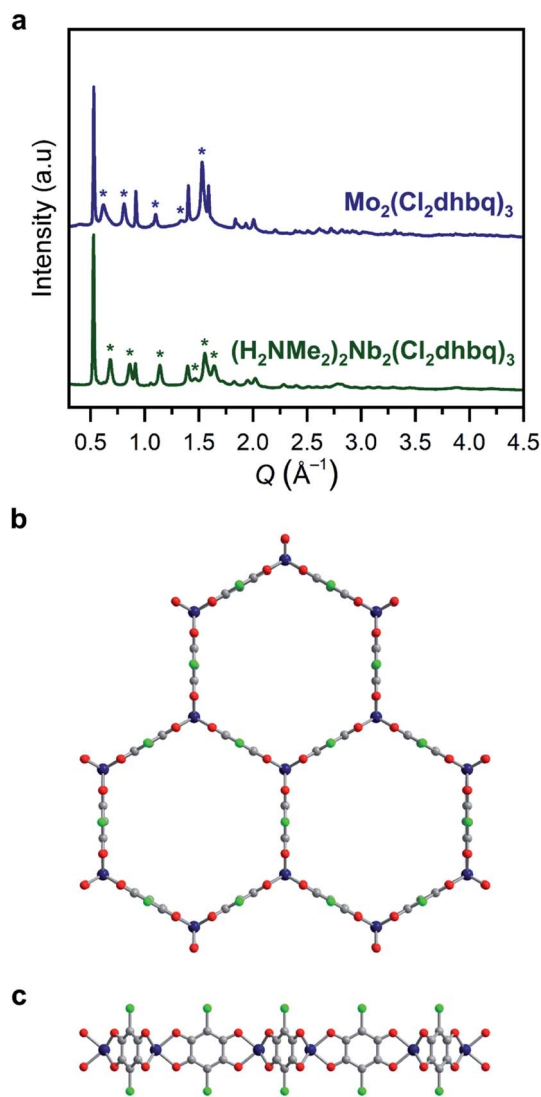 a
Intensity (a.u)
* * * * *
Mo₂(Cl₂dhbq)₃
* * * * * *
(H₂NMe₂)₂Nb₂(Cl₂dhbq)₃
0.5 1.0 1.5 2.0 2.5 3.0 3.5 4.0 4.5
Q (Å⁻¹)
b
c